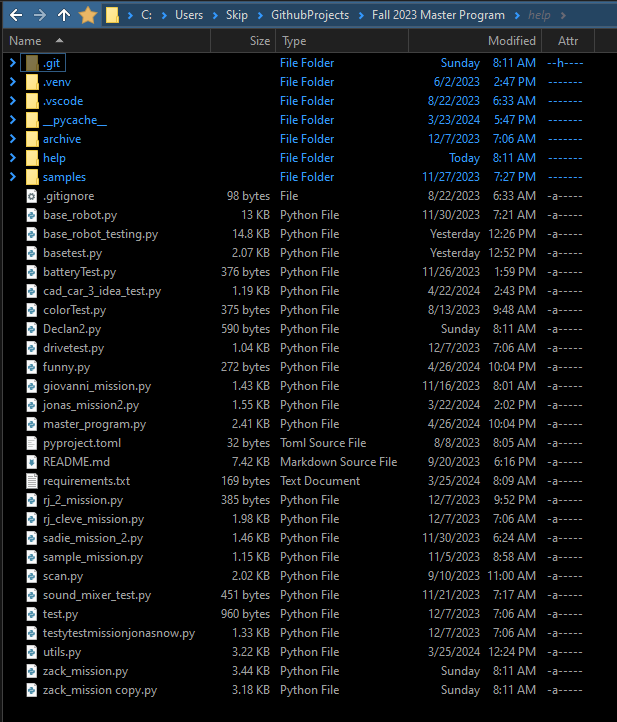 C: Users Skip GithubProjects Fall 2023 Master Program help
Name Size Type Modified Attr
.git File Folder Sunday 8:11 AM --h----
.venv File Folder 6/2/2023 2:47 PM -------
.vscode File Folder 8/22/2023 6:33 AM -------
__pycache__ File Folder 3/23/2024 5:47 PM -------
archive File Folder 12/7/2023 7:06 AM -------
help File Folder Today 8:11 AM -------
samples File Folder 11/27/2023 7:27 PM -------
.gitignore 98 bytes File 8/22/2023 6:33 AM -a-----
base_robot.py 13 KB Python File 11/30/2023 7:21 AM -a-----
base_robot_testing.py 14.8 KB Python File Yesterday 12:26 PM -a-----
basetest.py 2.07 KB Python File Yesterday 12:52 PM -a-----
batteryTest.py 376 bytes Python File 11/26/2023 1:59 PM -a-----
cad_car_3_idea_test.py 1.19 KB Python File 4/22/2024 2:43 PM -a-----
colorTest.py 375 bytes Python File 8/13/2023 9:48 AM -a-----
Declan2.py 590 bytes Python File Sunday 8:11 AM -a-----
drivetest.py 1.04 KB Python File 12/7/2023 7:06 AM -a-----
funny.py 272 bytes Python File 4/26/2024 10:04 PM -a-----
giovanni_mission.py 1.43 KB Python File 11/16/2023 8:01 AM -a-----
jonas_mission2.py 1.55 KB Python File 3/22/2024 2:02 PM -a-----
master_program.py 2.41 KB Python File 4/26/2024 10:04 PM -a-----
pyproject.toml 32 bytes Toml Source File 8/8/2023 8:05 AM -a-----
README.md 7.42 KB Markdown Source File 9/20/2023 6:16 PM -a-----
requirements.txt 169 bytes Text Document 3/25/2024 8:09 AM -a-----
rj_2_mission.py 385 bytes Python File 12/7/2023 9:52 PM -a-----
rj_cleve_mission.py 1.98 KB Python File 12/7/2023 7:06 AM -a-----
sadie_mission_2.py 1.46 KB Python File 11/30/2023 6:24 AM -a-----
sample_mission.py 1.15 KB Python File 11/5/2023 8:58 AM -a-----
scan.py 2.02 KB Python File 9/10/2023 11:00 AM -a-----
sound_mixer_test.py 451 bytes Python File 11/21/2023 7:17 AM -a-----
test.py 960 bytes Python File 12/7/2023 7:06 AM -a-----
testytestmissionjonasnow.py 1.33 KB Python File 12/7/2023 7:06 AM -a-----
utils.py 3.22 KB Python File 3/25/2024 12:24 PM -a-----
zack_mission.py 3.44 KB Python File Sunday 8:11 AM -a-----
zack_mission copy.py 3.18 KB Python File Sunday 8:11 AM -a-----